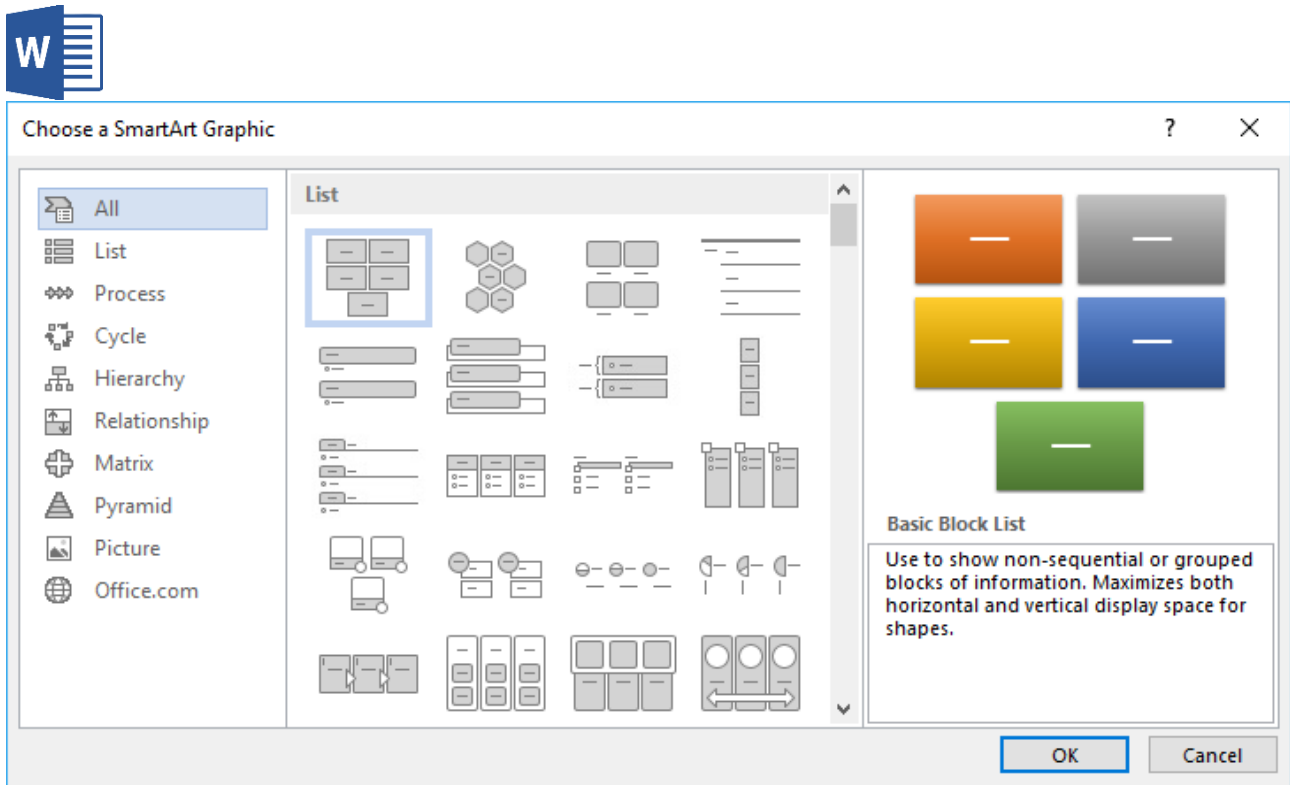 W
Choose a SmartArt Graphic
?
All
List
Process
Cycle
Hierarchy
Relationship
Matrix
Pyramid
Picture
Office.com
List
Basic Block List
Use to show non-sequential or grouped
blocks of information. Maximizes both
horizontal and vertical display space for
shapes.
OK
Cancel